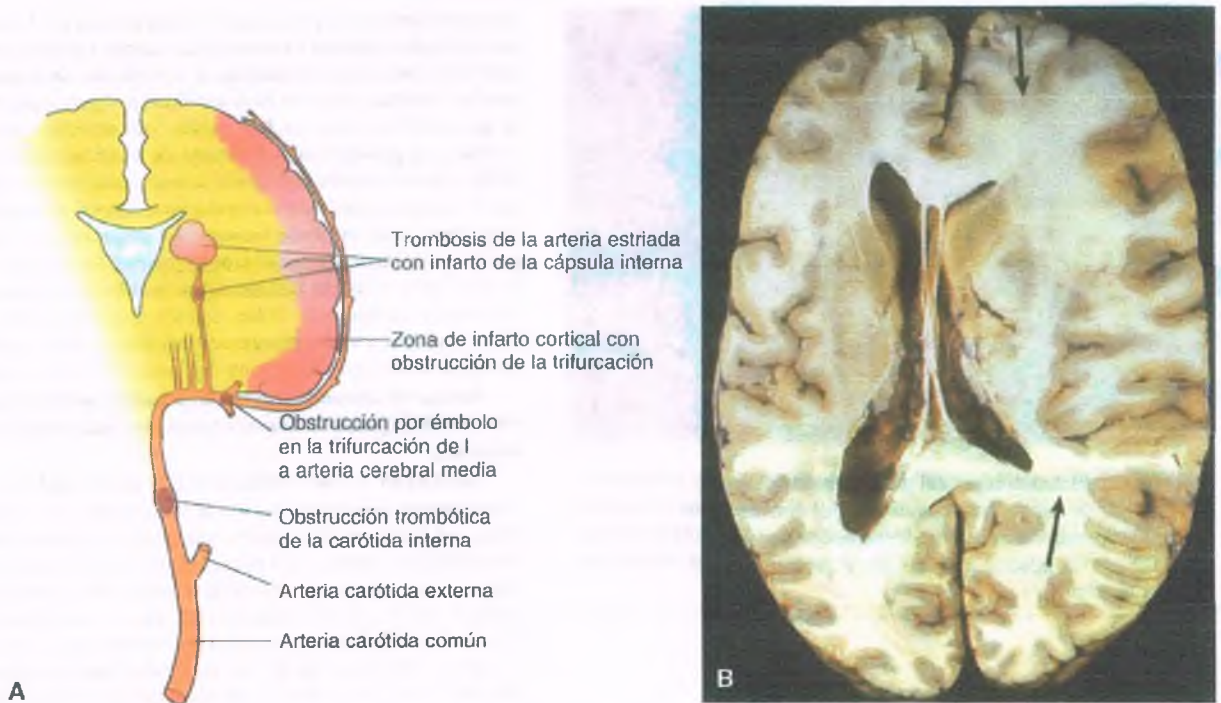 Trombosis de la arteria estriada
con infarto de la cápsula interna
Zona de infarto cortical con
obstrucción de la trifurcación
Obstrucción por émbolo
en la trifurcación de l
a arteria cerebral media
Obstrucción trombótica
de la carótida interna
Arteria carótida externa
Arteria carótida común
A
B